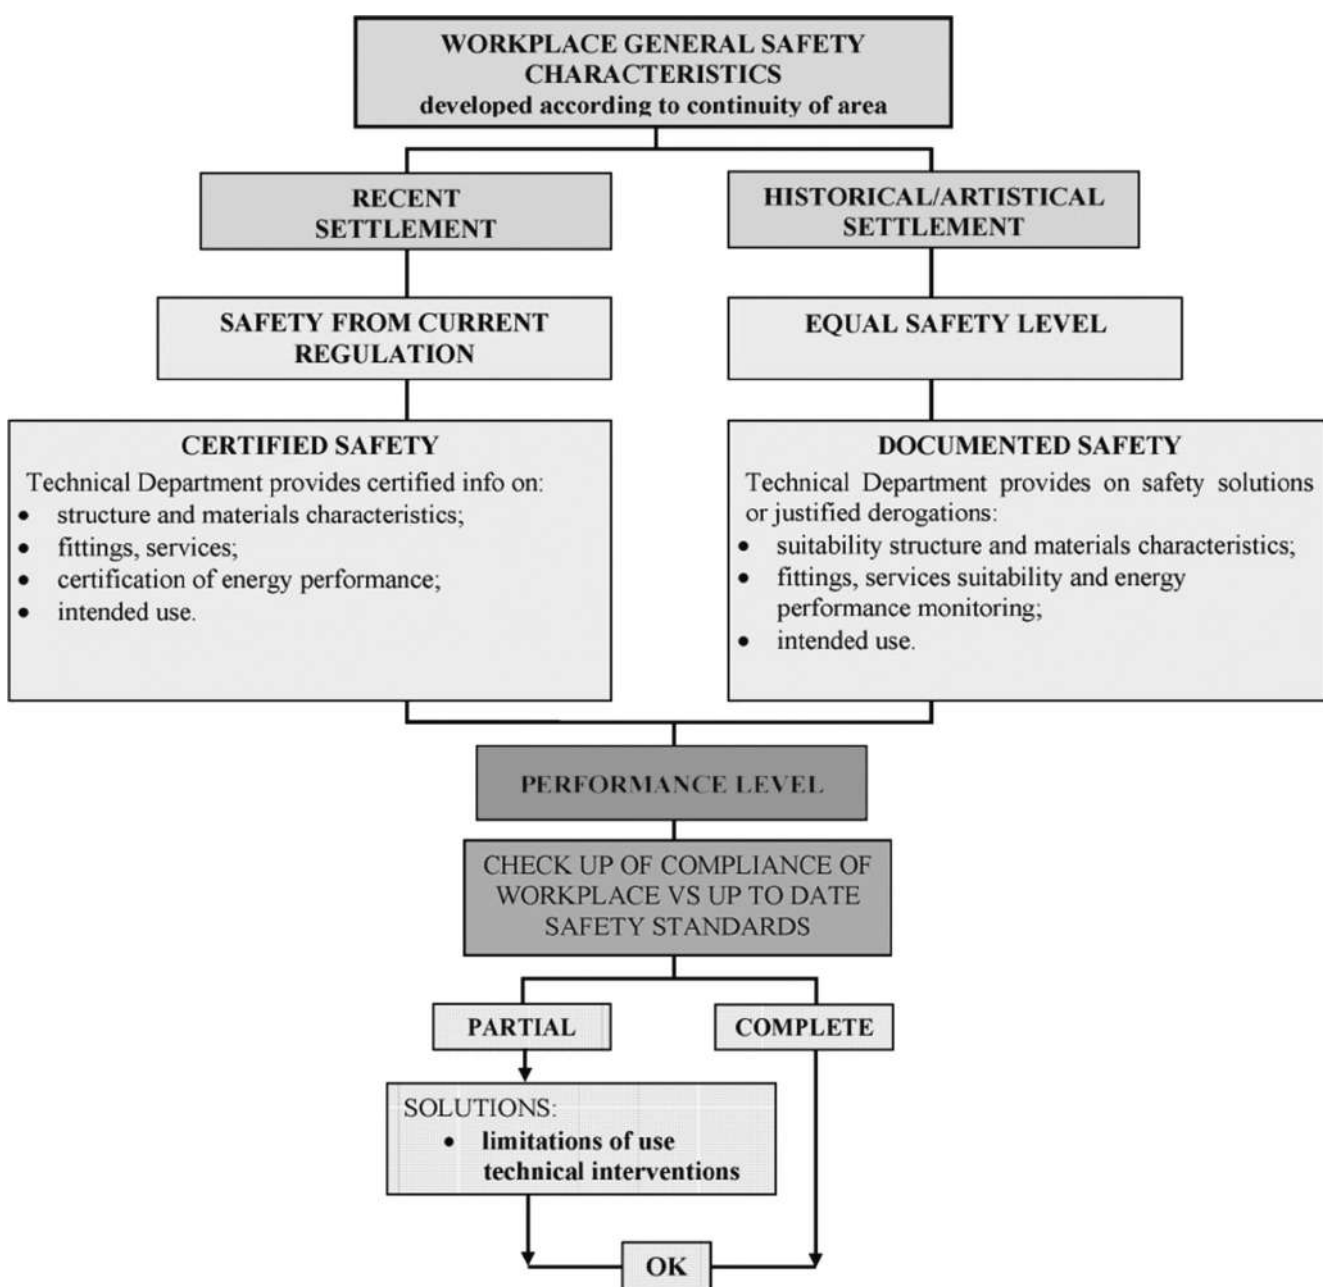 WORKPLACE GENERAL SAFETY
CHARACTERISTICS
developed according to continuity of area
RECENT
SETTLEMENT
HISTORICAL/ARTISTICAL
SETTLEMENT
SAFETY FROM CURRENT
REGULATION
EQUAL SAFETY LEVEL
CERTIFIED SAFETY
Technical Department provides certified info on:
• structure and materials characteristics;
• fittings, services;
• certification of energy performance;
• intended use.
DOCUMENTED SAFETY
Technical Department provides on safety solutions
or justified derogations:
• suitability structure and materials characteristics;
• fittings, services suitability and energy
performance monitoring;
• intended use.
PERFORMANCE LEVEL
CHECK UP OF COMPLIANCE OF
WORKPLACE VS UP TO DATE
SAFETY STANDARDS
PARTIAL
COMPLETE
SOLUTIONS:
• limitations of use
technical interventions
OK